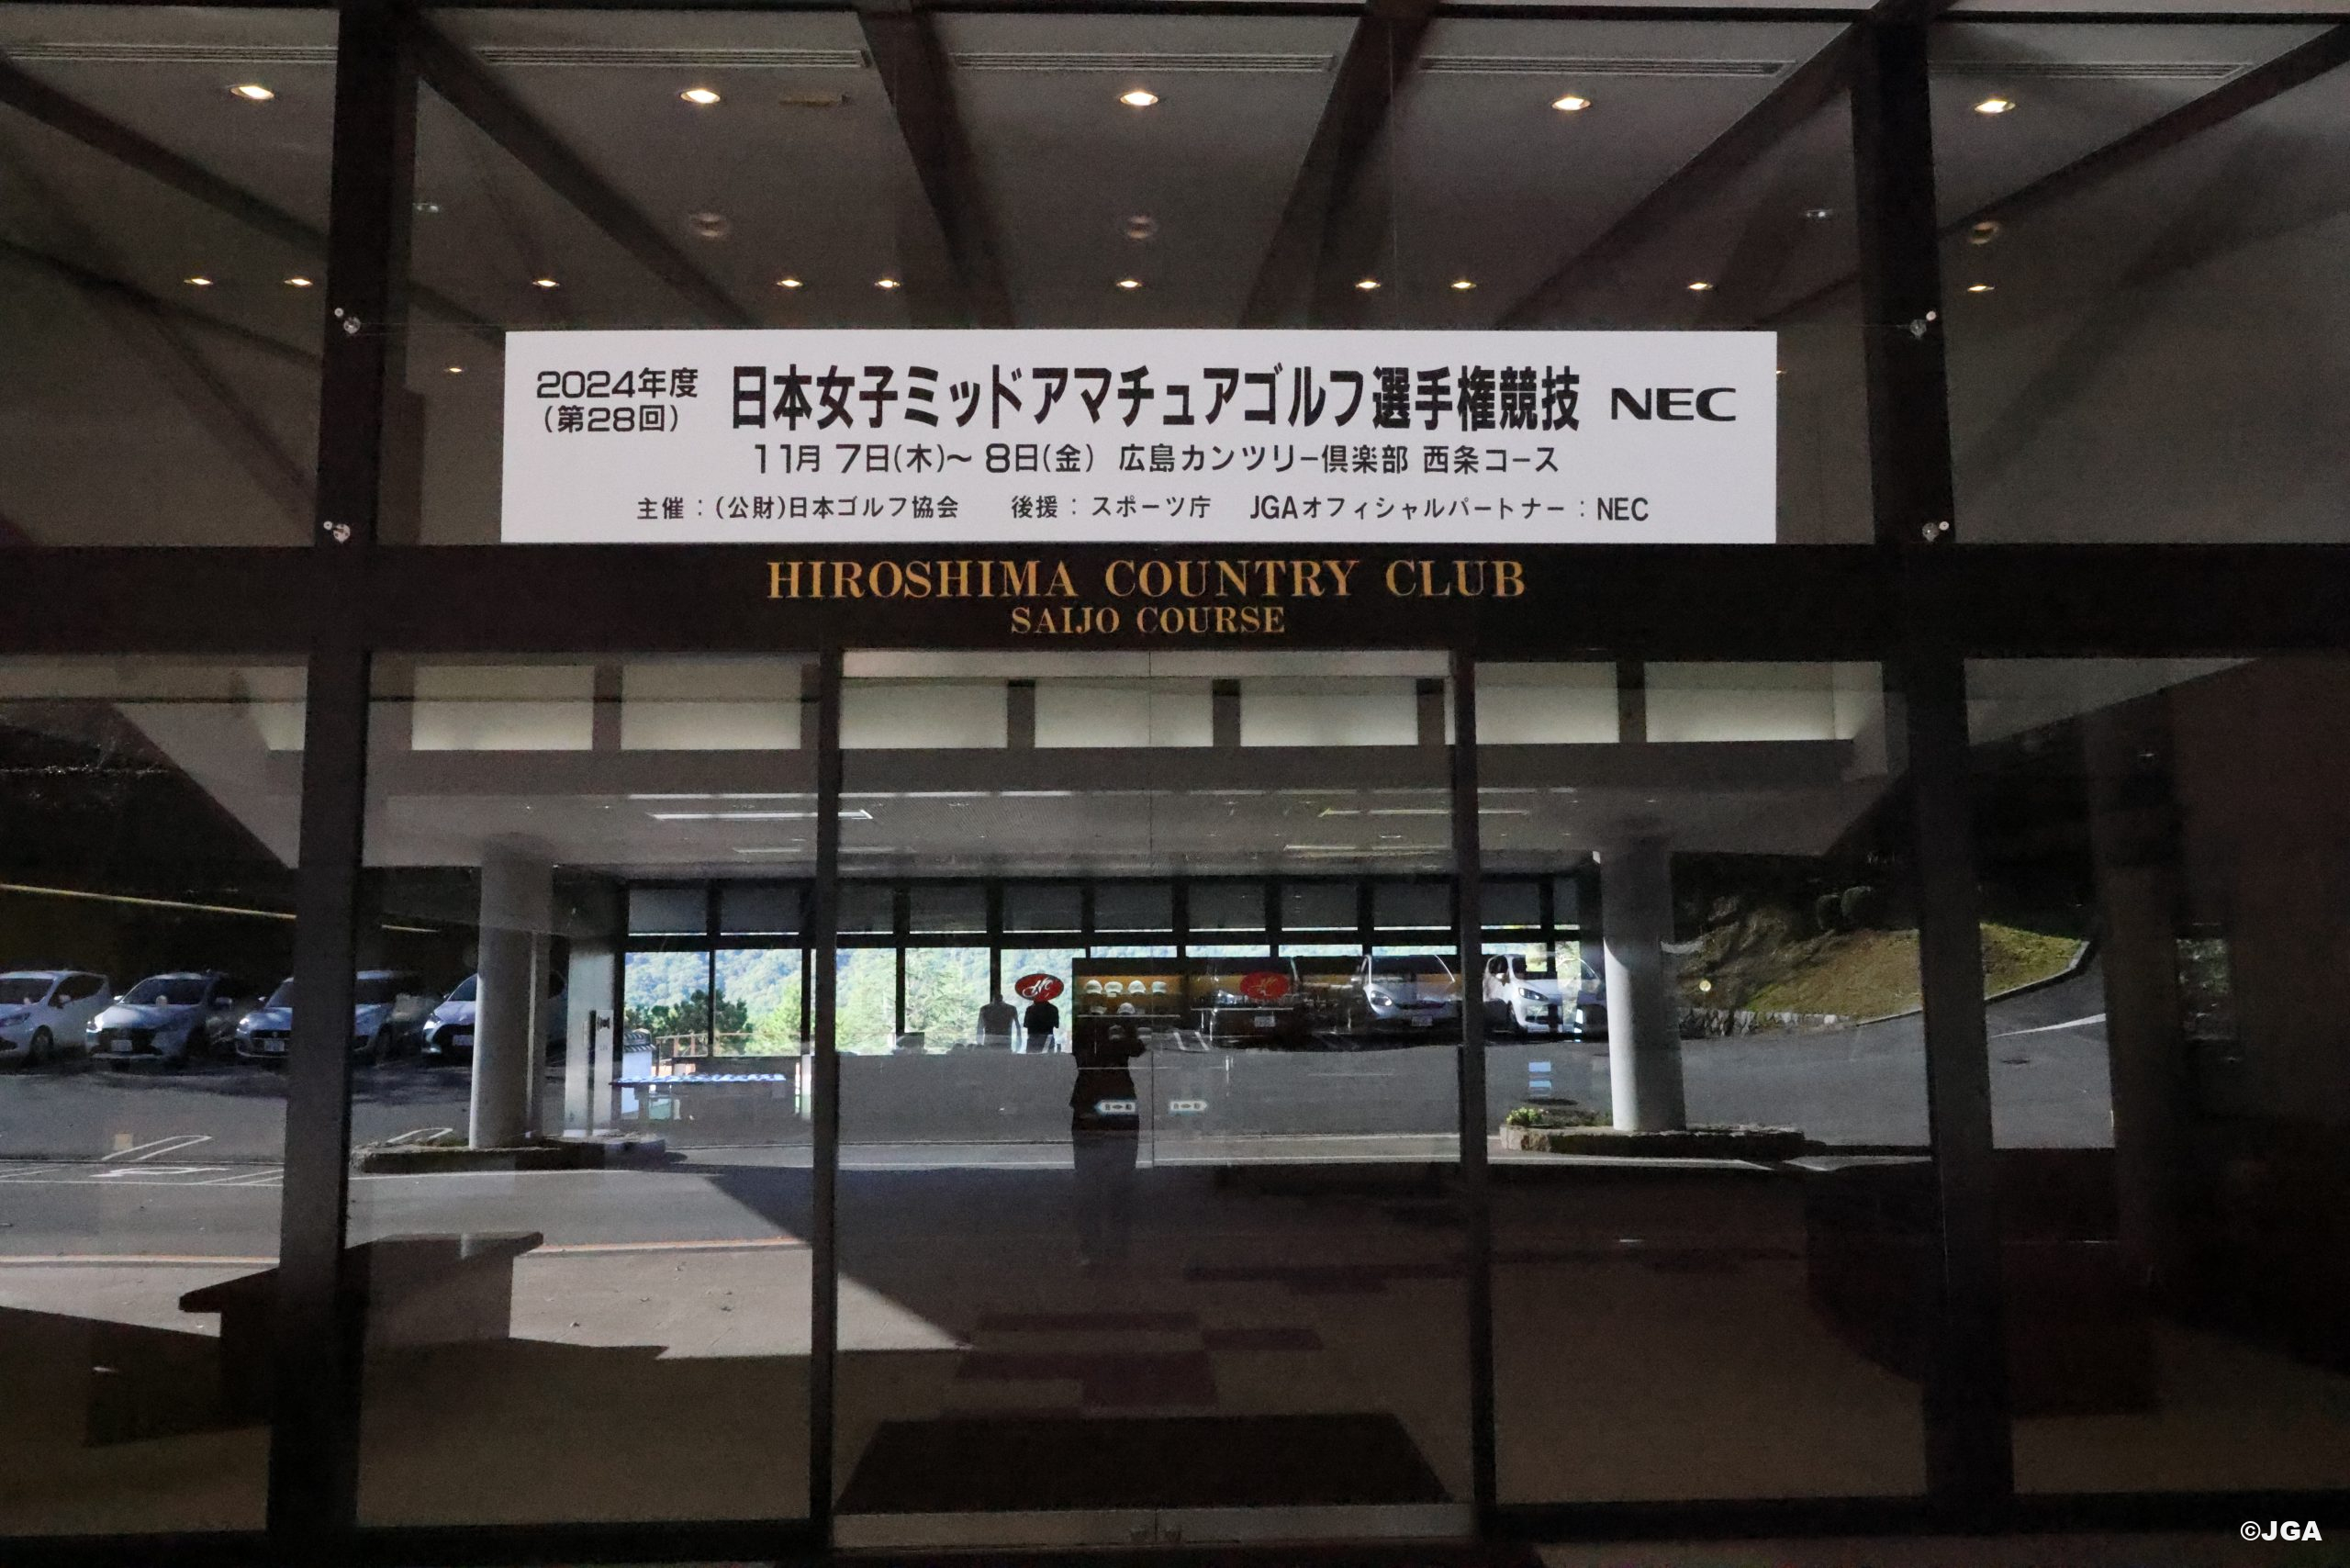 2024年度
(第28回)
日本女子ミッドアマチュアゴルフ選手権競技 NEC
11月 7日(木)～ 8日(金) 広島カンツリー倶楽部 西条コース
主催：(公財)日本ゴルフ協会 後援：スポーツ庁 JGAオフィシャルパートナー：NEC
HIROSHIMA COUNTRY CLUB
SAIJO COURSE
©JGA